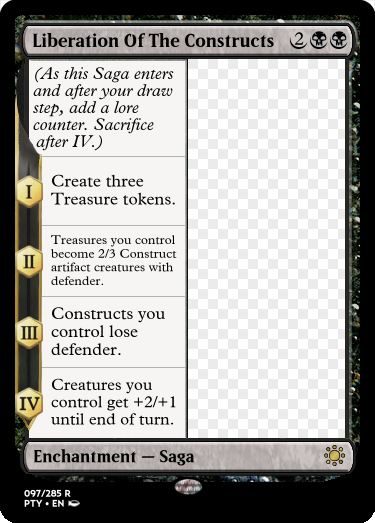 Liberation Of The Constructs 2
(As this Saga enters
and after your draw
step, add a lore
counter. Sacrifice
after IV.)
I
Create three
Treasure tokens.
II
Treasures you control
become 2/3 Construct
artifact creatures with
defender.
III
Constructs you
control lose
defender.
IV
Creatures you
control get +2/+1
until end of turn.
Enchantment — Saga
097/285 R
PTY • EN